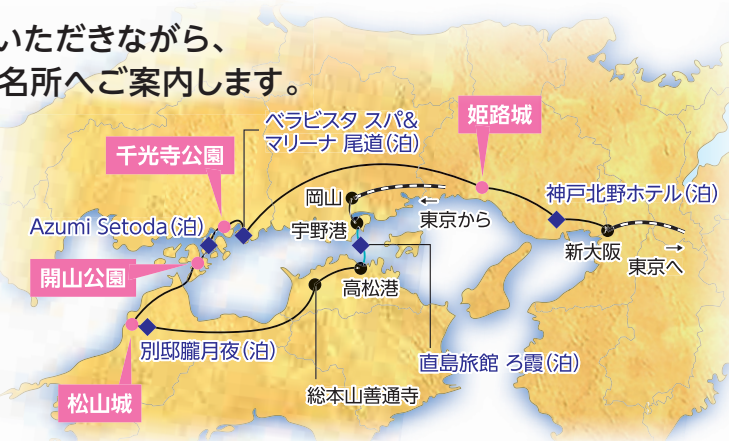 いただきながら、
名所へご案内します。
ベラビスタ スパ&
マリーナ 尾道(泊)
姫路城
千光寺公園
岡山
←
東京から
神戸北野ホテル(泊)
Azumi Setoda(泊)
宇野港
新大阪
→
東京へ
開山公園
高松港
別邸朧月夜(泊)
直島旅館 ろ霞(泊)
総本山善通寺
松山城